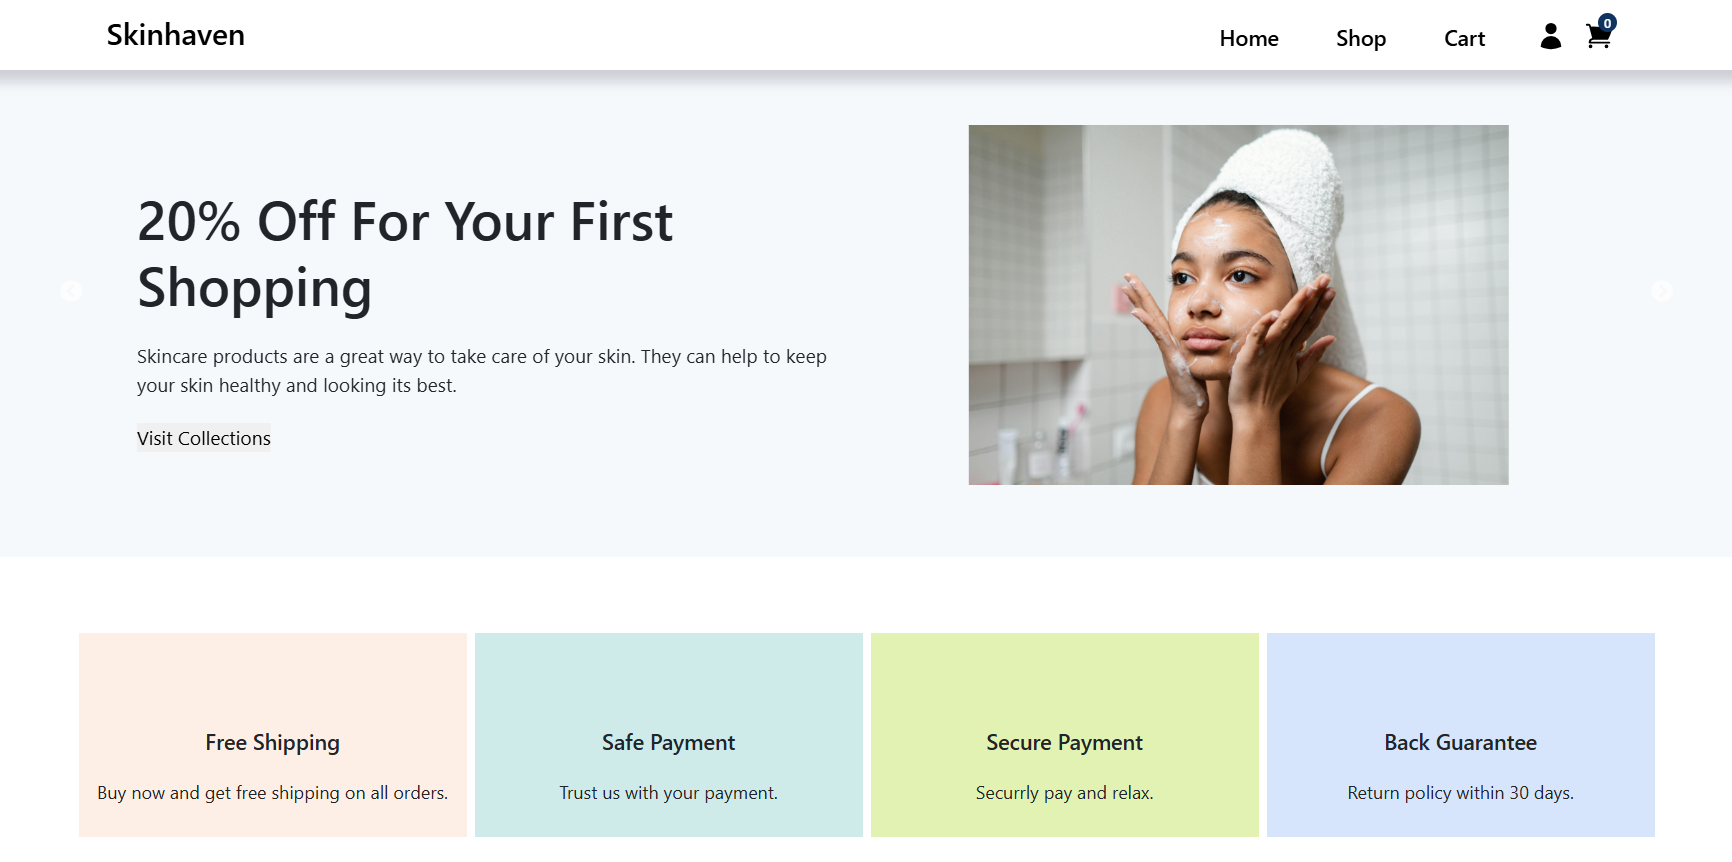 Skinhaven
Home
Shop
Cart
0
20% Off For Your First
Shopping
Skincare products are a great way to take care of your skin. They can help to keep
your skin healthy and looking its best.
Visit Collections
Free Shipping
Buy now and get free shipping on all orders.
Safe Payment
Trust us with your payment.
Secure Payment
Securrly pay and relax.
Back Guarantee
Return policy within 30 days.